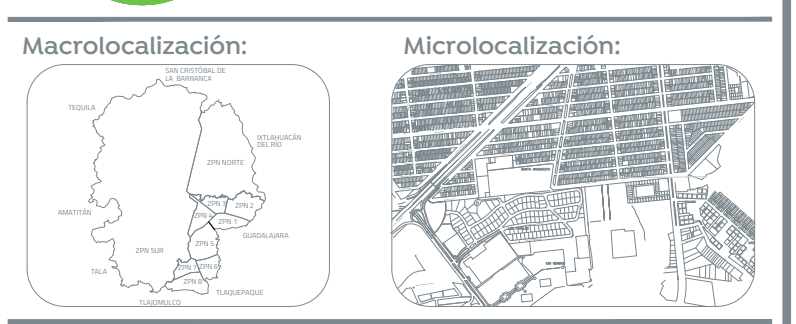 Macrolocalización:
Microlocalización:
SAN CRISTÓBAL DE
LA BARRANCA
TEQUILA
IXTLAHUACÁN
DEL RÍO
ZPN NORTE
ZPN 3
ZPN 2
AMATITÁN
ZPN 4
ZPN 1
GUADALAJARA
ZPN 5
ZPN SUR
TALA
ZPN 7
ZPN 6
ZPN 8
TLAQUEPAQUE
TLAJOMULCO